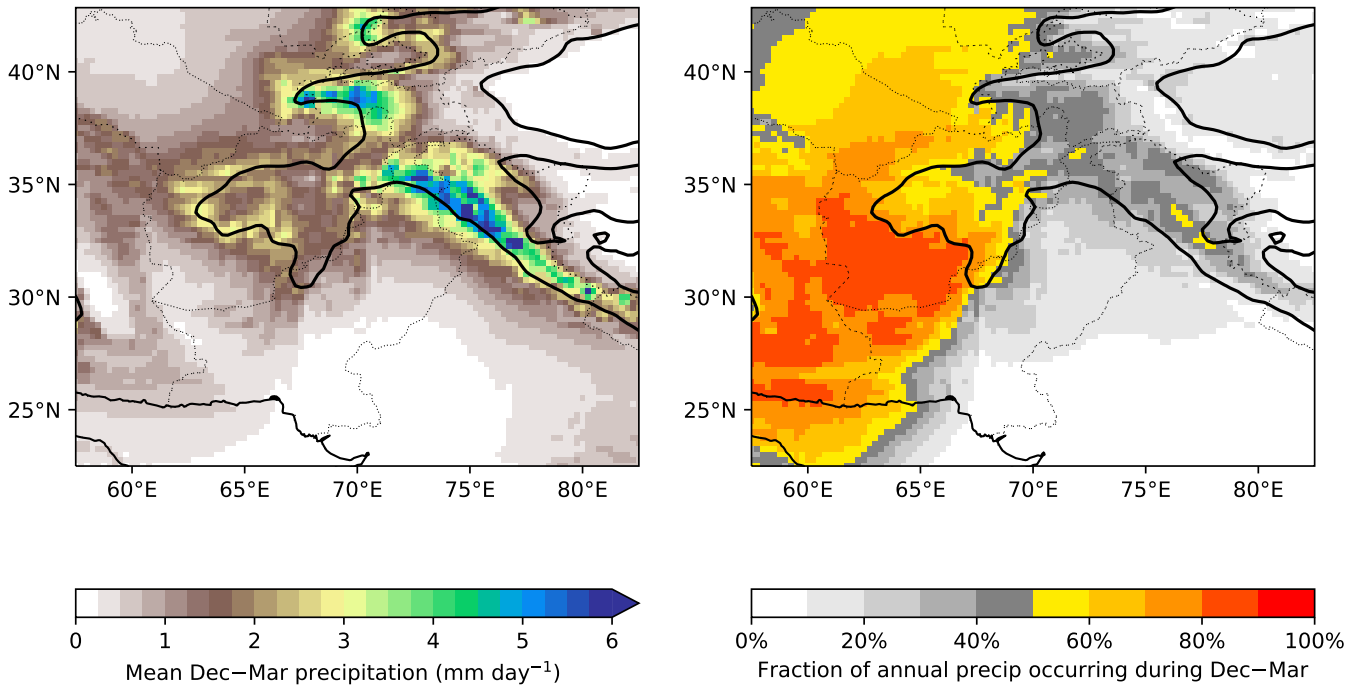 40°N
35°N
30°N
25°N
60°E 65°E 70°E 75°E 80°E
0 1 2 3 4 5 6
Mean Dec−Mar precipitation (mm day⁻¹)
40°N
35°N
30°N
25°N
60°E 65°E 70°E 75°E 80°E
0% 20% 40% 60% 80% 100%
Fraction of annual precip occurring during Dec−Mar